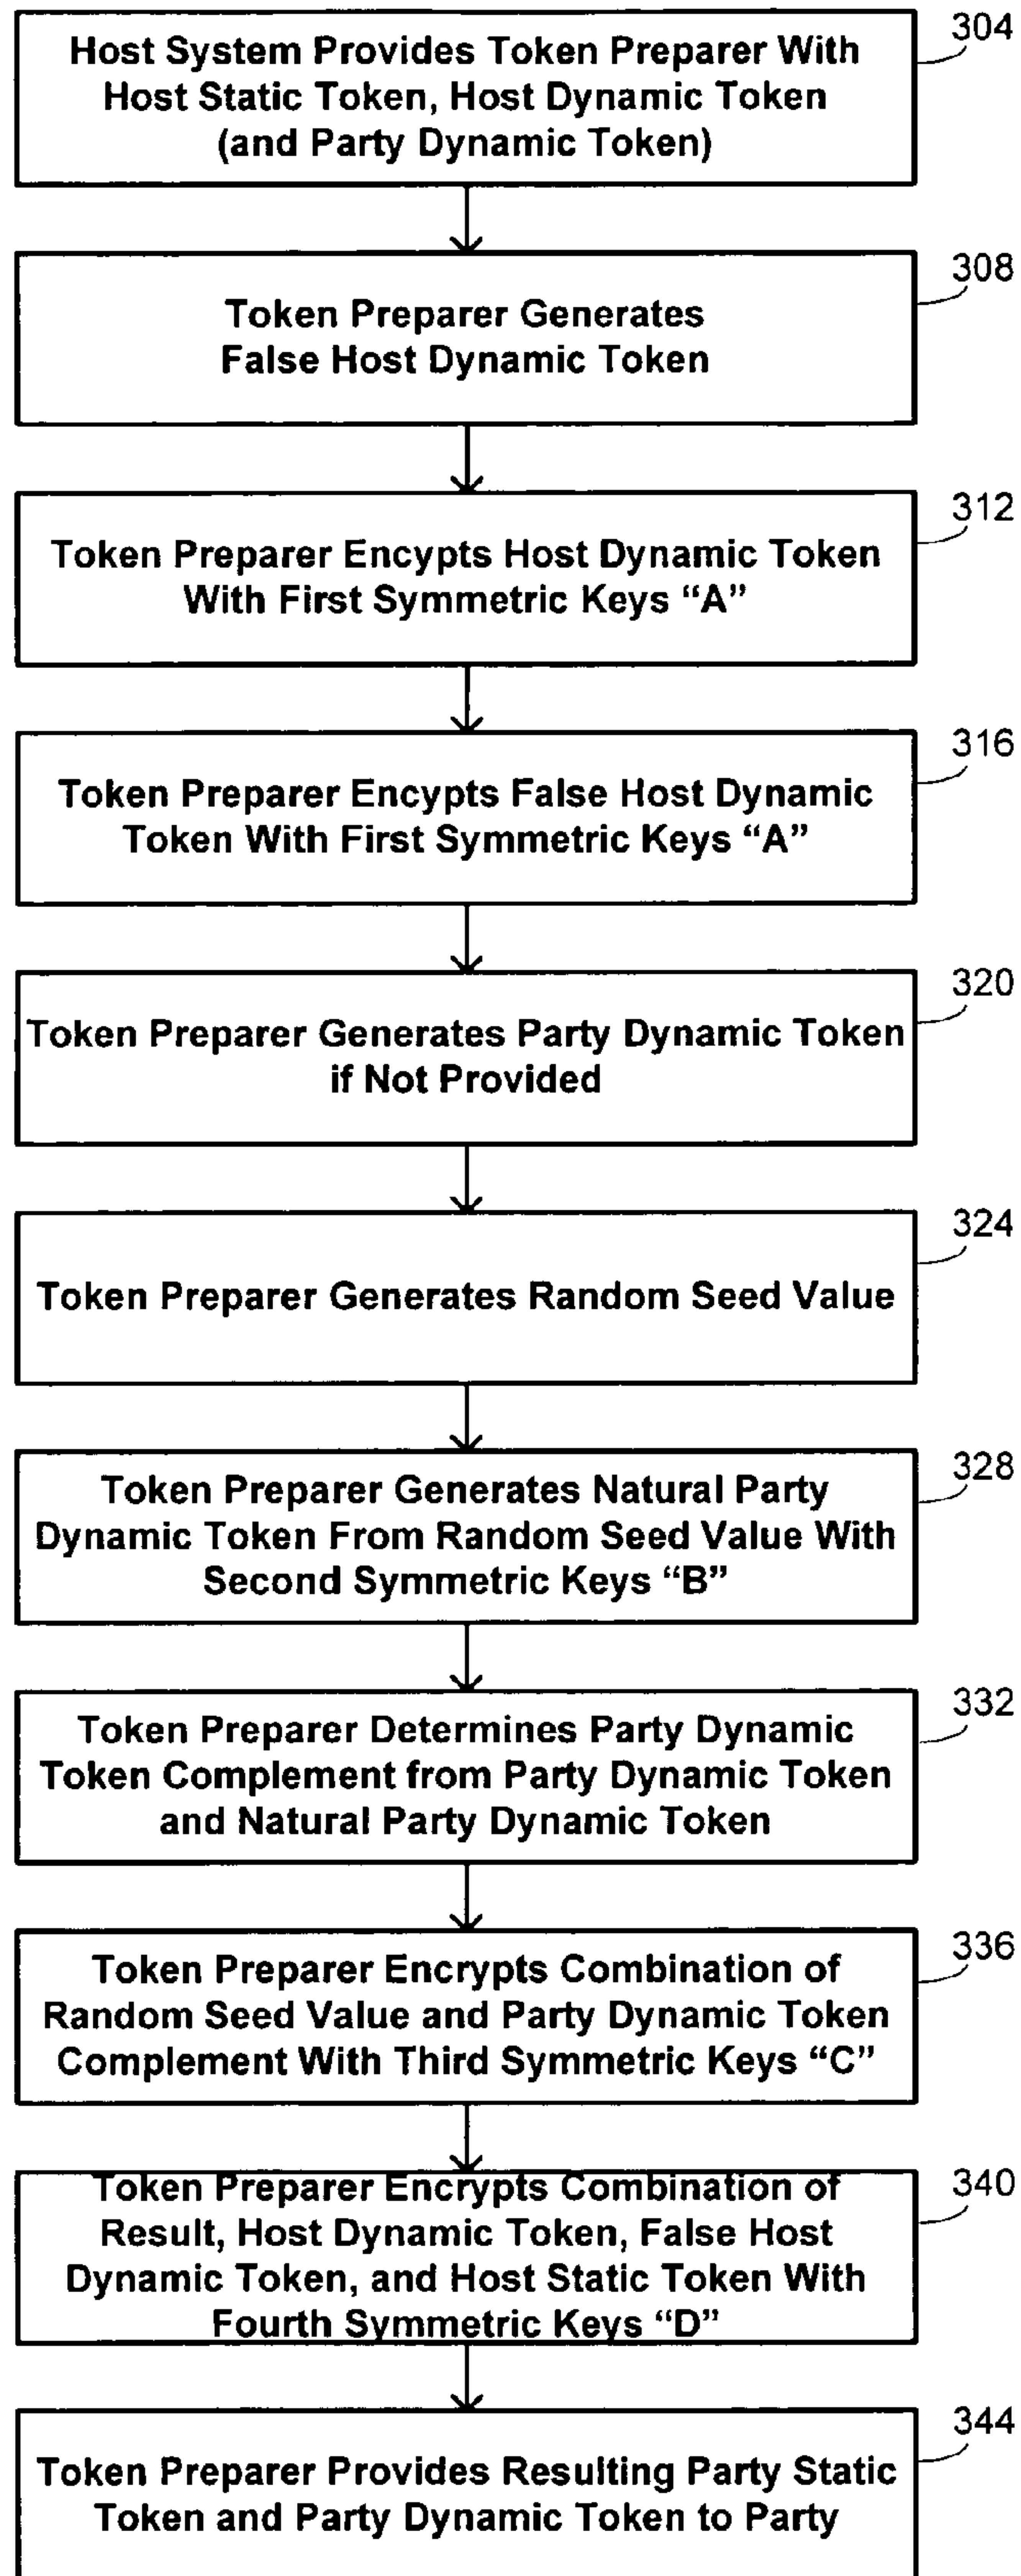 304
Host System Provides Token Preparer With
Host Static Token, Host Dynamic Token
(and Party Dynamic Token)
308
Token Preparer Generates
False Host Dynamic Token
312
Token Preparer Encypts Host Dynamic Token
With First Symmetric Keys “A”
316
Token Preparer Encypts False Host Dynamic
Token With First Symmetric Keys “A”
320
Token Preparer Generates Party Dynamic Token
if Not Provided
324
Token Preparer Generates Random Seed Value
328
Token Preparer Generates Natural Party
Dynamic Token From Random Seed Value With
Second Symmetric Keys “B”
332
Token Preparer Determines Party Dynamic
Token Complement from Party Dynamic Token
and Natural Party Dynamic Token
336
Token Preparer Encrypts Combination of
Random Seed Value and Party Dynamic Token
Complement With Third Symmetric Keys “C”
340
Token Preparer Encrypts Combination of
Result, Host Dynamic Token, False Host
Dynamic Token, and Host Static Token With
Fourth Symmetric Keys “D”
344
Token Preparer Provides Resulting Party Static
Token and Party Dynamic Token to Party